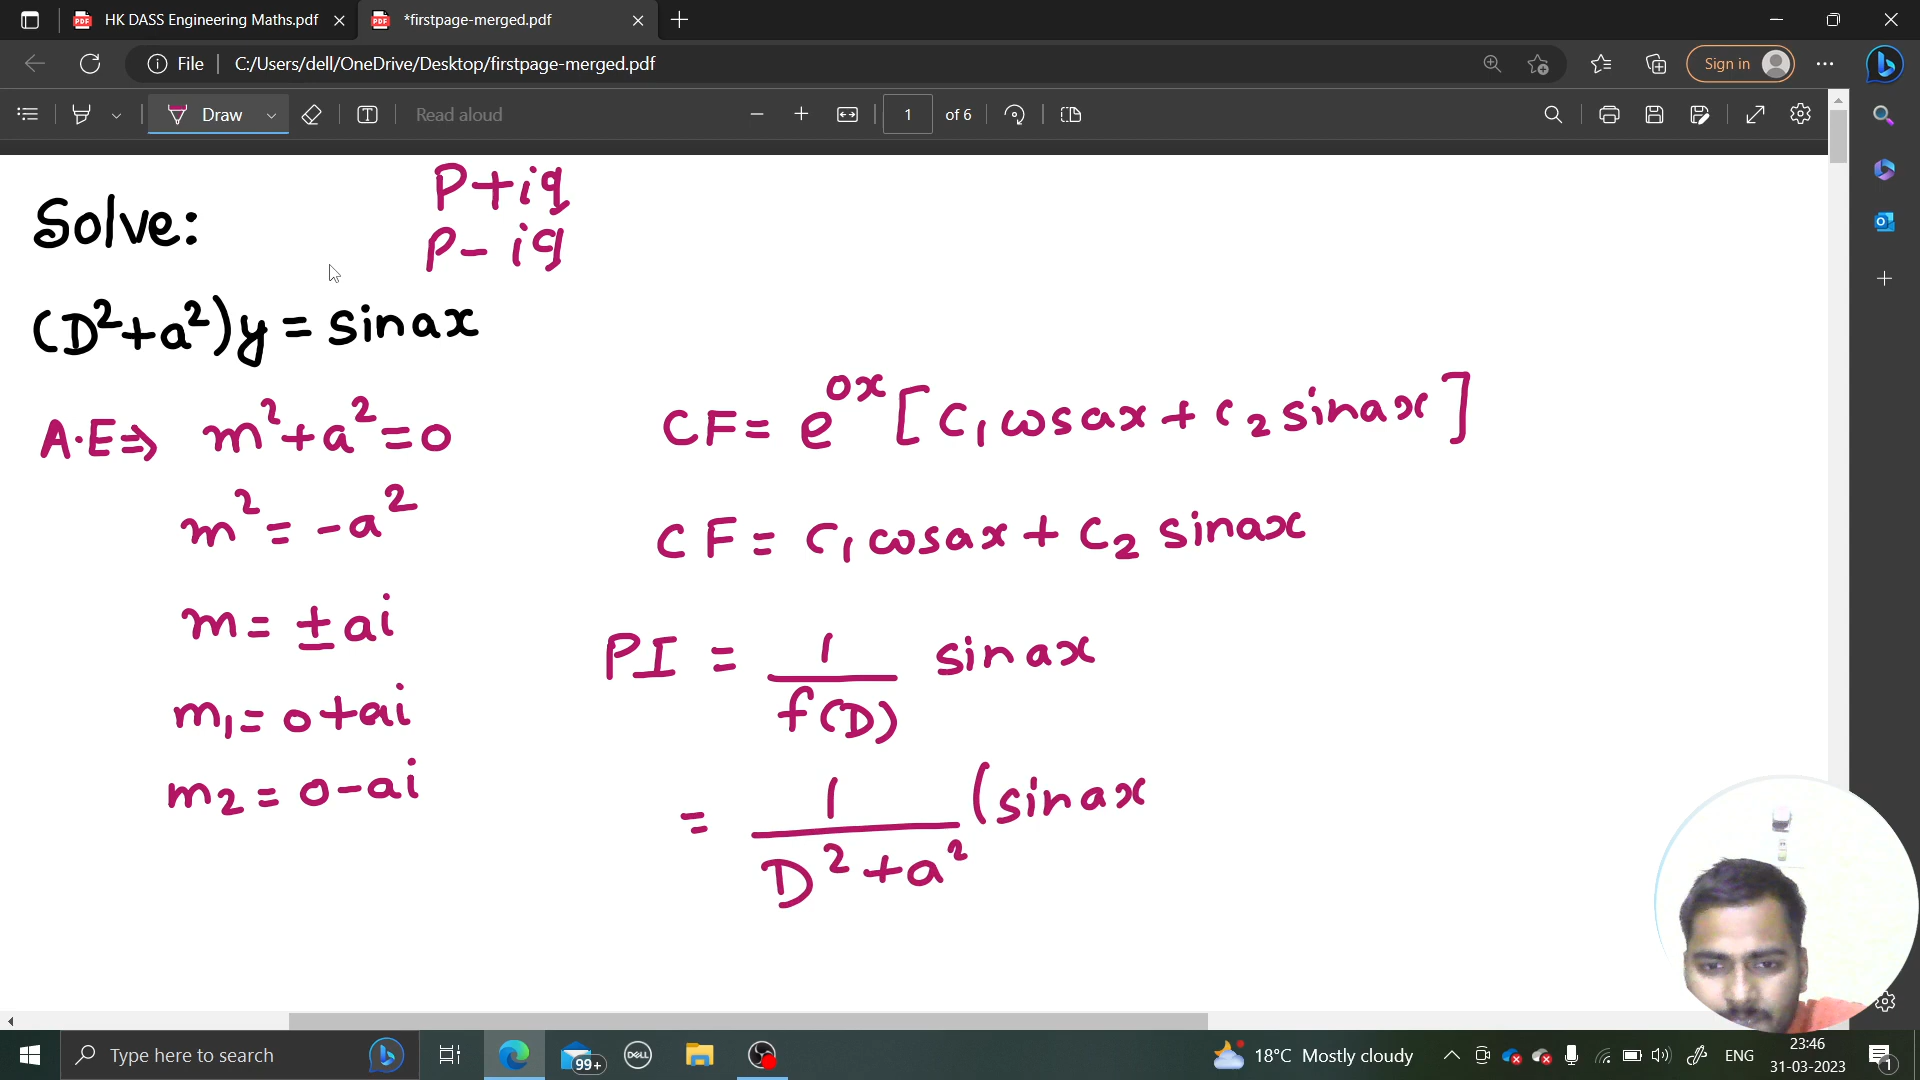 HK DASS Engineering Maths.pdf
*firstpage-merged.pdf
File
C:/Users/dell/OneDrive/Desktop/firstpage-merged.pdf
Sign in
Draw
Read aloud
1 of 6
P+iq
P-iq
Solve:
(D²+a²)y = sinax
A.E⇒ m²+a²=0
m² = -a²
m = ±ai
m₁ = 0+ai
m₂ = 0-ai
CF = e^0x [C₁cosax + C₂sinax]
CF = C₁cosax + C₂ sinax
PI = 1/f(D) sinax
= 1/D²+a² (sinax
Type here to search
99+
DELL
18°C Mostly cloudy
ENG
23:46
31-03-2023
1